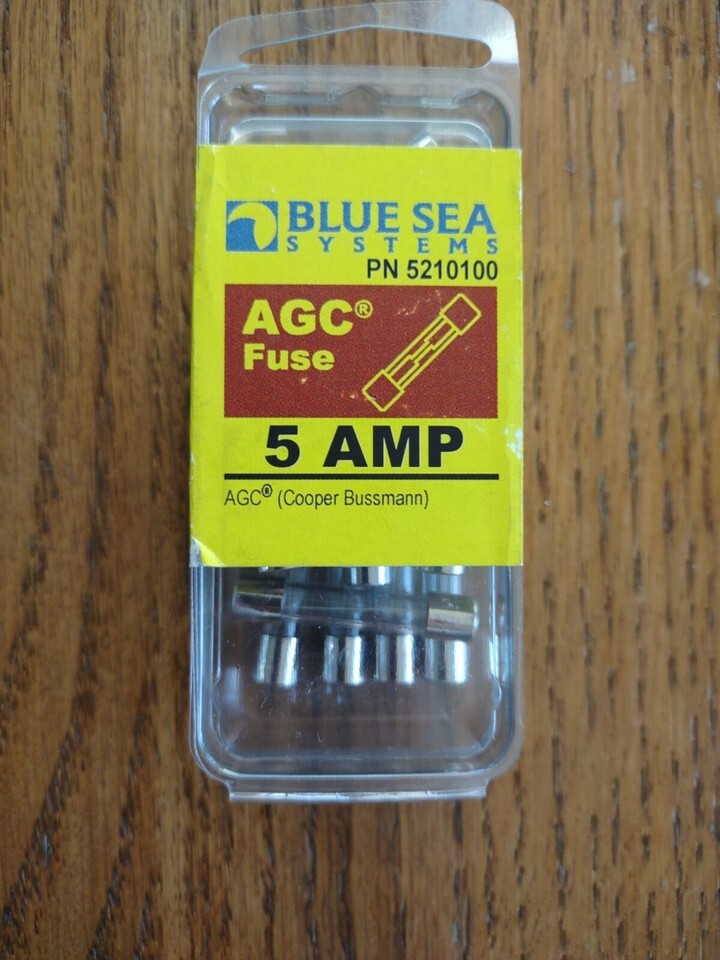 BLUE SEA
SYSTEMS
PN 5210100
AGC®
Fuse
5 AMP
AGC® (Cooper Bussmann)